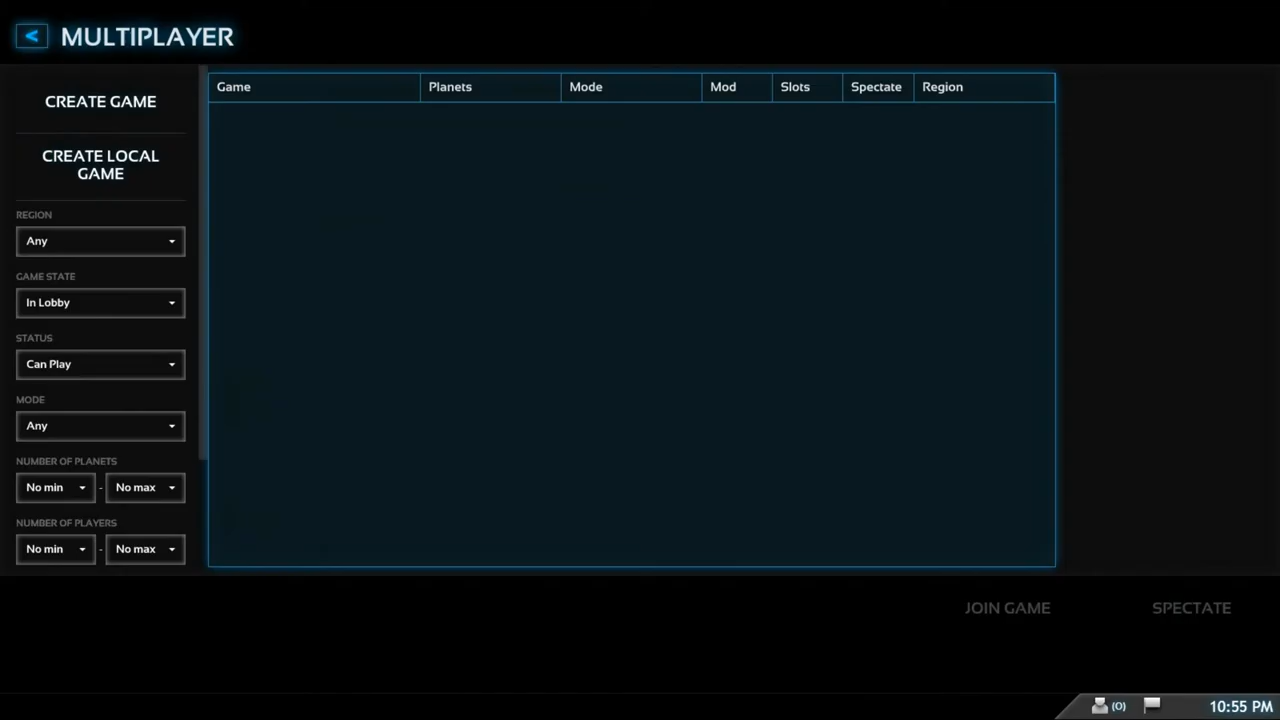 < MULTIPLAYER
CREATE GAME
CREATE LOCAL
GAME
REGION
Any
GAME STATE
In Lobby
STATUS
Can Play
MODE
Any
NUMBER OF PLANETS
No min - No max
NUMBER OF PLAYERS
No min - No max
Game Planets Mode Mod Slots Spectate Region
JOIN GAME SPECTATE
(0) 10:55 PM